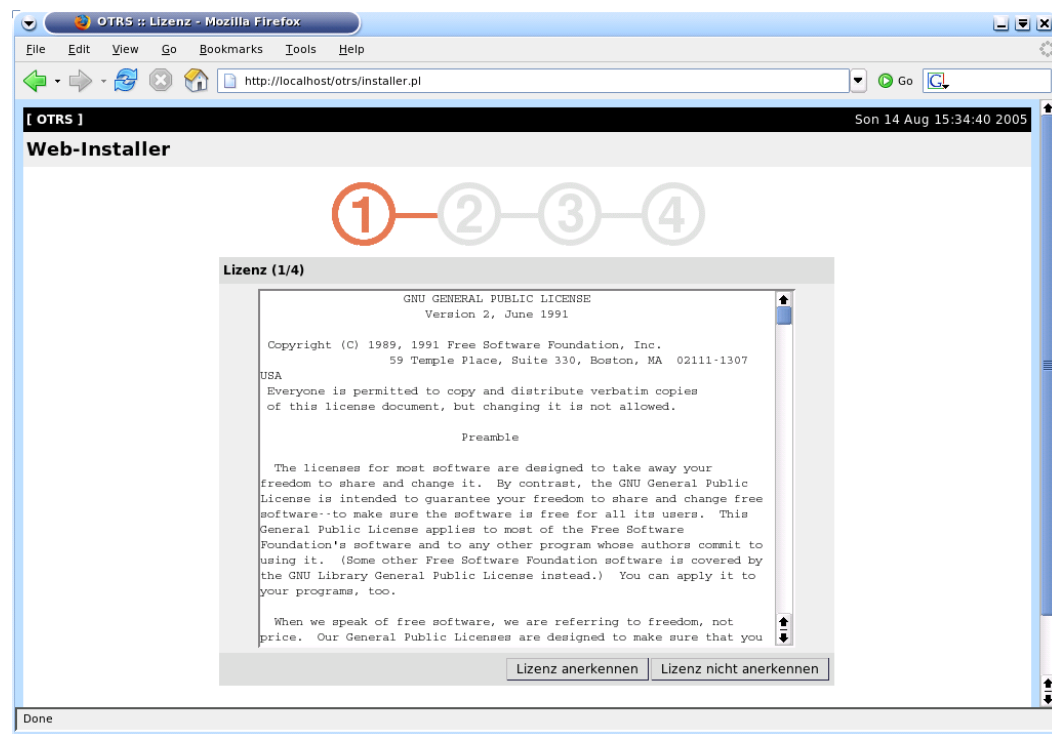 OTRS :: Lizenz - Mozilla Firefox
File Edit View Go Bookmarks Tools Help
http://localhost/otrs/installer.pl Go G
[ OTRS ] Son 14 Aug 15:34:40 2005
Web-Installer
1 2 3 4
Lizenz (1/4)
GNU GENERAL PUBLIC LICENSE
Version 2, June 1991
Copyright (C) 1989, 1991 Free Software Foundation, Inc.
59 Temple Place, Suite 330, Boston, MA 02111-1307
USA
Everyone is permitted to copy and distribute verbatim copies
of this license document, but changing it is not allowed.
Preamble
The licenses for most software are designed to take away your
freedom to share and change it. By contrast, the GNU General Public
License is intended to guarantee your freedom to share and change free
software--to make sure the software is free for all its users. This
General Public License applies to most of the Free Software
Foundation's software and to any other program whose authors commit to
using it. (Some other Free Software Foundation software is covered by
the GNU Library General Public License instead.) You can apply it to
your programs, too.
When we speak of free software, we are referring to freedom, not
price. Our General Public Licenses are designed to make sure that you
Lizenz anerkennen Lizenz nicht anerkennen
Done